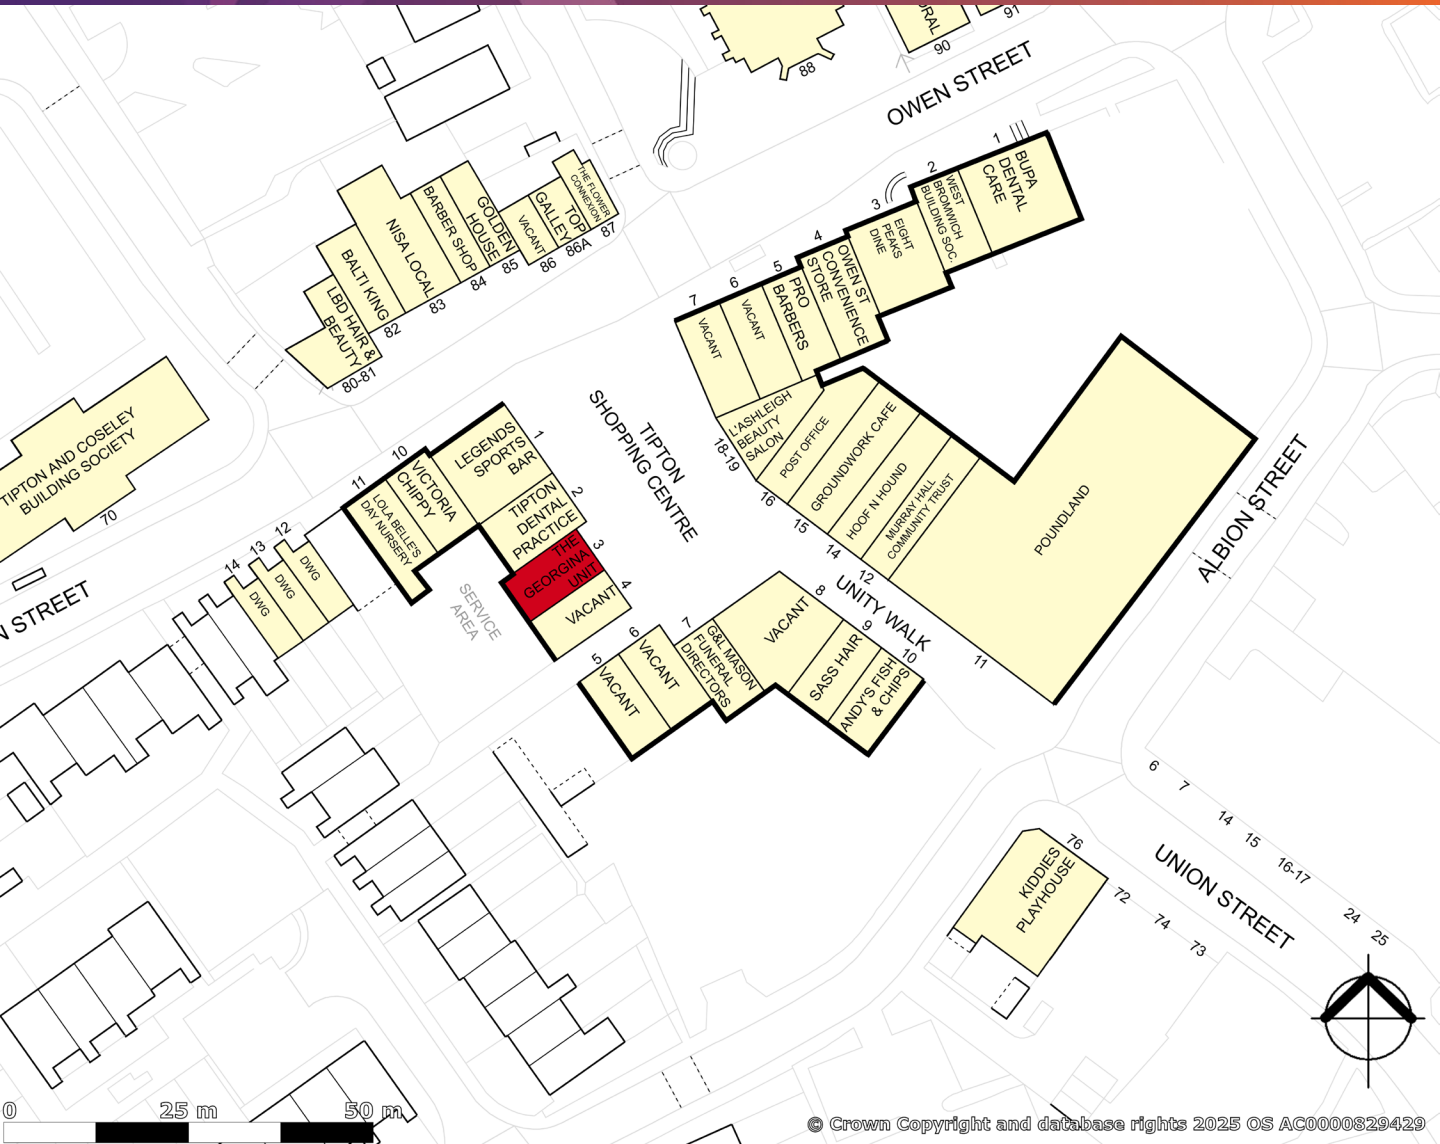 ORAL
90
91
88
OWEN STREET
1
BUPA
DENTAL
CARE
2
WEST
BROMWICH
BUILDING SOC.
3
EIGHT
PEAKS
DINE
4
OWEN ST
CONVENIENCE
STORE
5
PRO
BARBERS
6
VACANT
7
VACANT
THE FLOWER
CONNEXION
87
TOP
GALLEY
86A
VACANT
86
GOLDEN
HOUSE
85
BARBER SHOP
84
NISA LOCAL
83
BALTI KING
82
LBD HAIR &
BEAUTY
80-81
TIPTON AND COSELEY
BUILDING SOCIETY
70
N STREET
TIPTON
SHOPPING CENTRE
L'ASHLEIGH
BEAUTY
SALON
18-19
POST OFFICE
16
GROUNDWORK CAFE
15
HOOF N HOUND
14
MURRAY HALL
COMMUNITY TRUST
12
POUNDLAND
11
ALBION STREET
UNITY WALK
LEGENDS
SPORTS
BAR
1
TIPTON
DENTAL
PRACTICE
2
THE
GEORGINA
UNIT
3
VACANT
4
10
VICTORIA
CHIPPY
11
LOLA BELLE'S
DAY NURSERY
12
DWG
13
DWG
14
DWG
SERVICE
AREA
5
VACANT
6
VACANT
7
G&L MASON
FUNERAL
DIRECTORS
8
VACANT
9
SASS HAIR
10
ANDY'S FISH
& CHIPS
6
7
14
15
16-17
24
25
UNION STREET
76
KIDDIES
PLAYHOUSE
72
74
73
0
25 m
50 m
© Crown Copyright and database rights 2025 OS AC0000829429